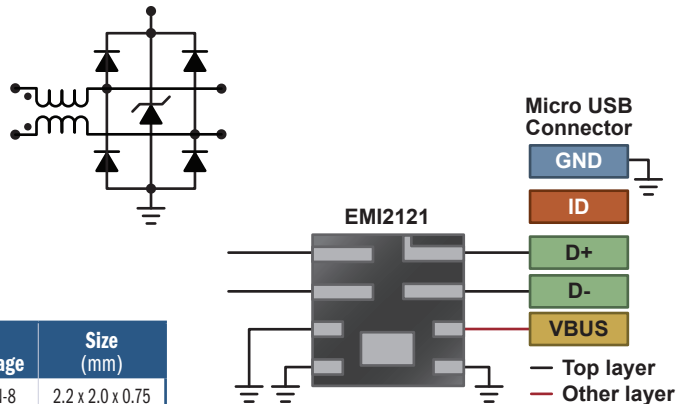 Micro USB
Connector
GND
ID
EMI2121
D+
D-
VBUS
Top layer
Other layer
Size
(mm)
2.2 x 2.0 x 0.75